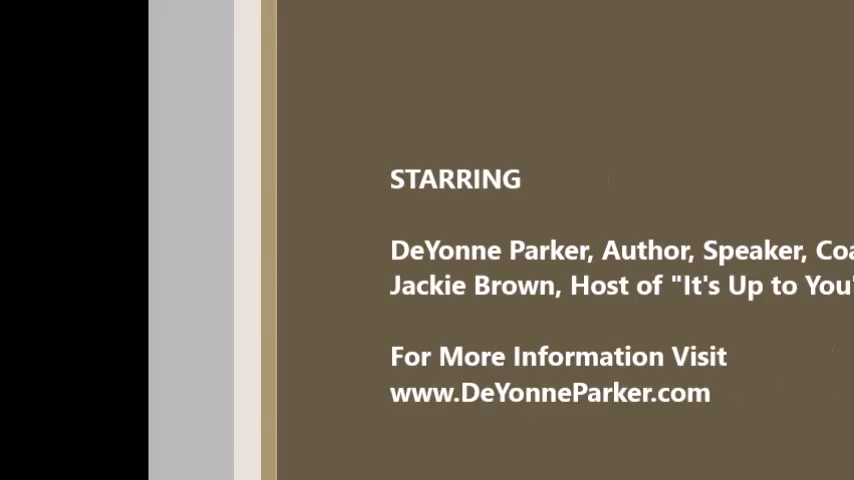 STARRING
DeYonne Parker, Author, Speaker,
Jackie Brown, Host of "It's Up to You"
For More Information Visit
www.DeYonneParker.com